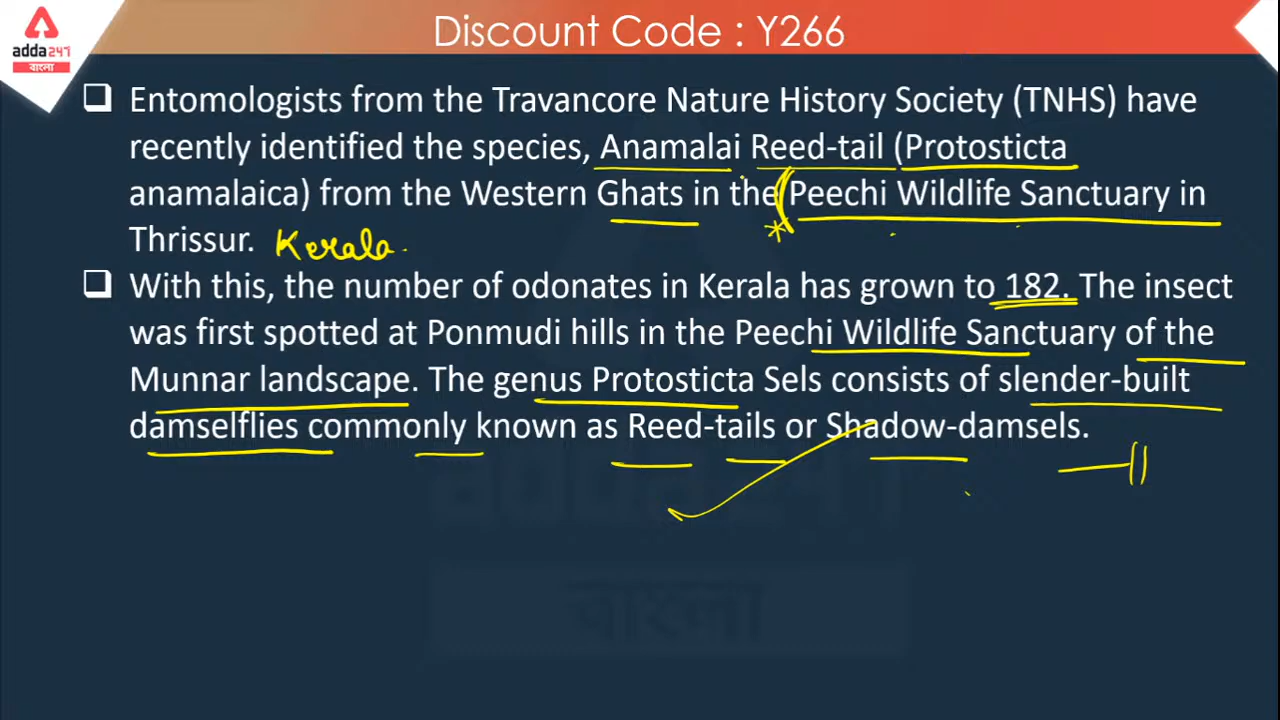 Discount Code : Y266
adda247
বাংলা
Entomologists from the Travancore Nature History Society (TNHS) have
recently identified the species, Anamalai Reed-tail (Protosticta
anamalaica) from the Western Ghats in the Peechi Wildlife Sanctuary in
Thrissur. Kerala.
With this, the number of odonates in Kerala has grown to 182. The insect
was first spotted at Ponmudi hills in the Peechi Wildlife Sanctuary of the
Munnar landscape. The genus Protosticta Sels consists of slender-built
damselflies commonly known as Reed-tails or Shadow-damsels.
adda247
বাংলা